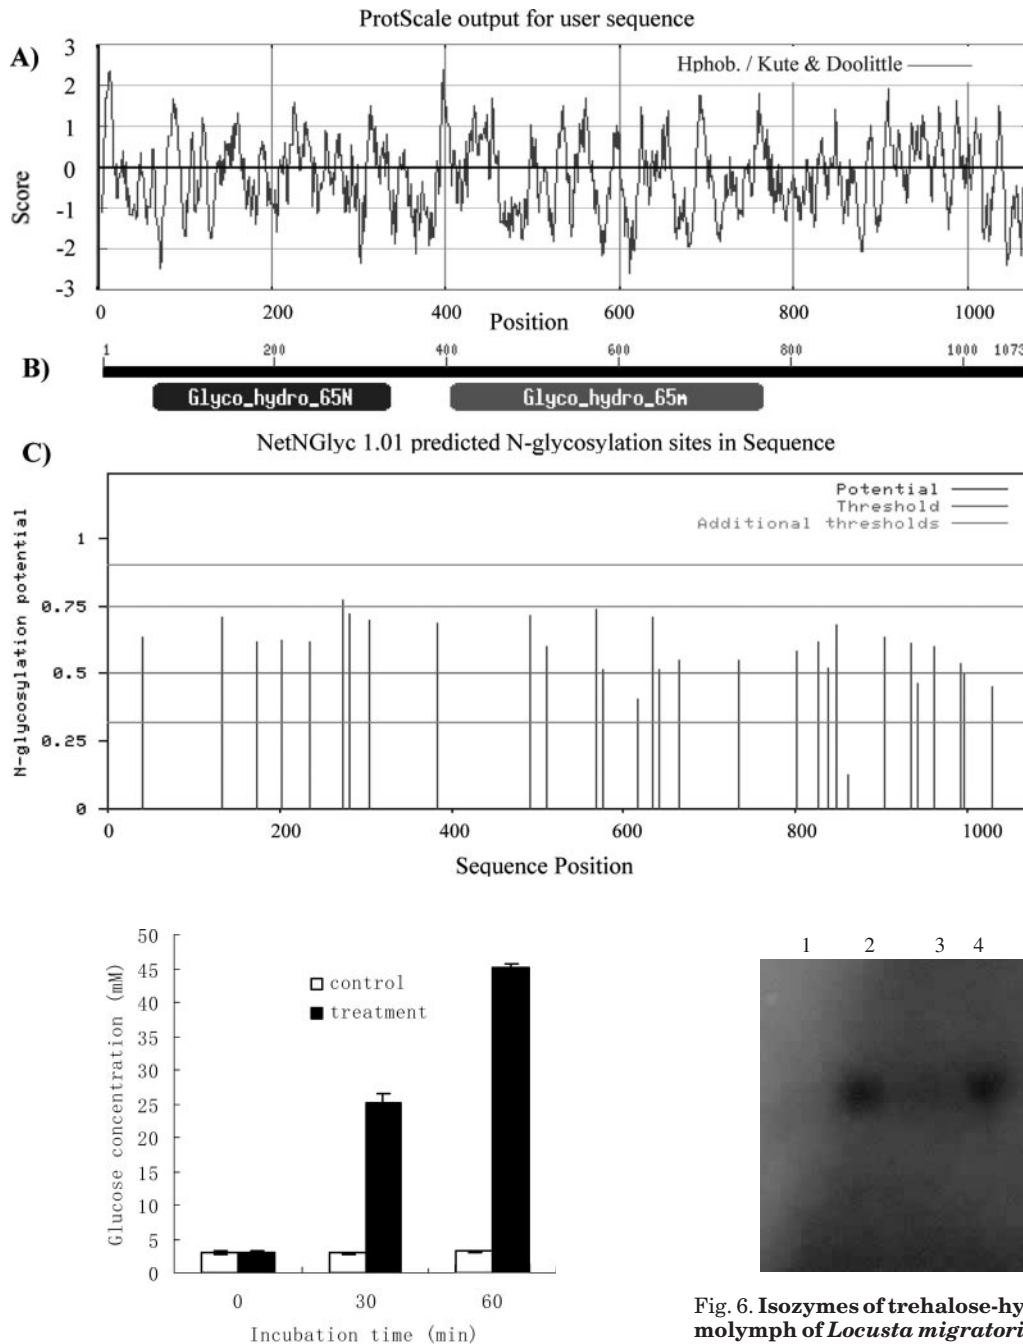 ProtScale output for user sequence
A)
3
2
1
0
-1
-2
-3
Score
Hphob. / Kute & Doolittle
0 200 400 600 800 1000
Position
1 200 400 600 800 1000 1073
B)
Glyco_hydro_65N Glyco_hydro_65m
C)
NetNGlyc 1.01 predicted N-glycosylation sites in Sequence
Potential
Threshold
Additional thresholds
N-glycosylation potential
1
0.75
0.5
0.25
0
0 200 400 600 800 1000
Sequence Position
Glucose concentration (mM)
50
45
40
35
30
25
20
15
10
5
0
control
treatment
0 30 60
Incubation time (min)
1 2 3 4
Fig. 6. Isozymes of trehalose-hy
molymph of Locusta migratori